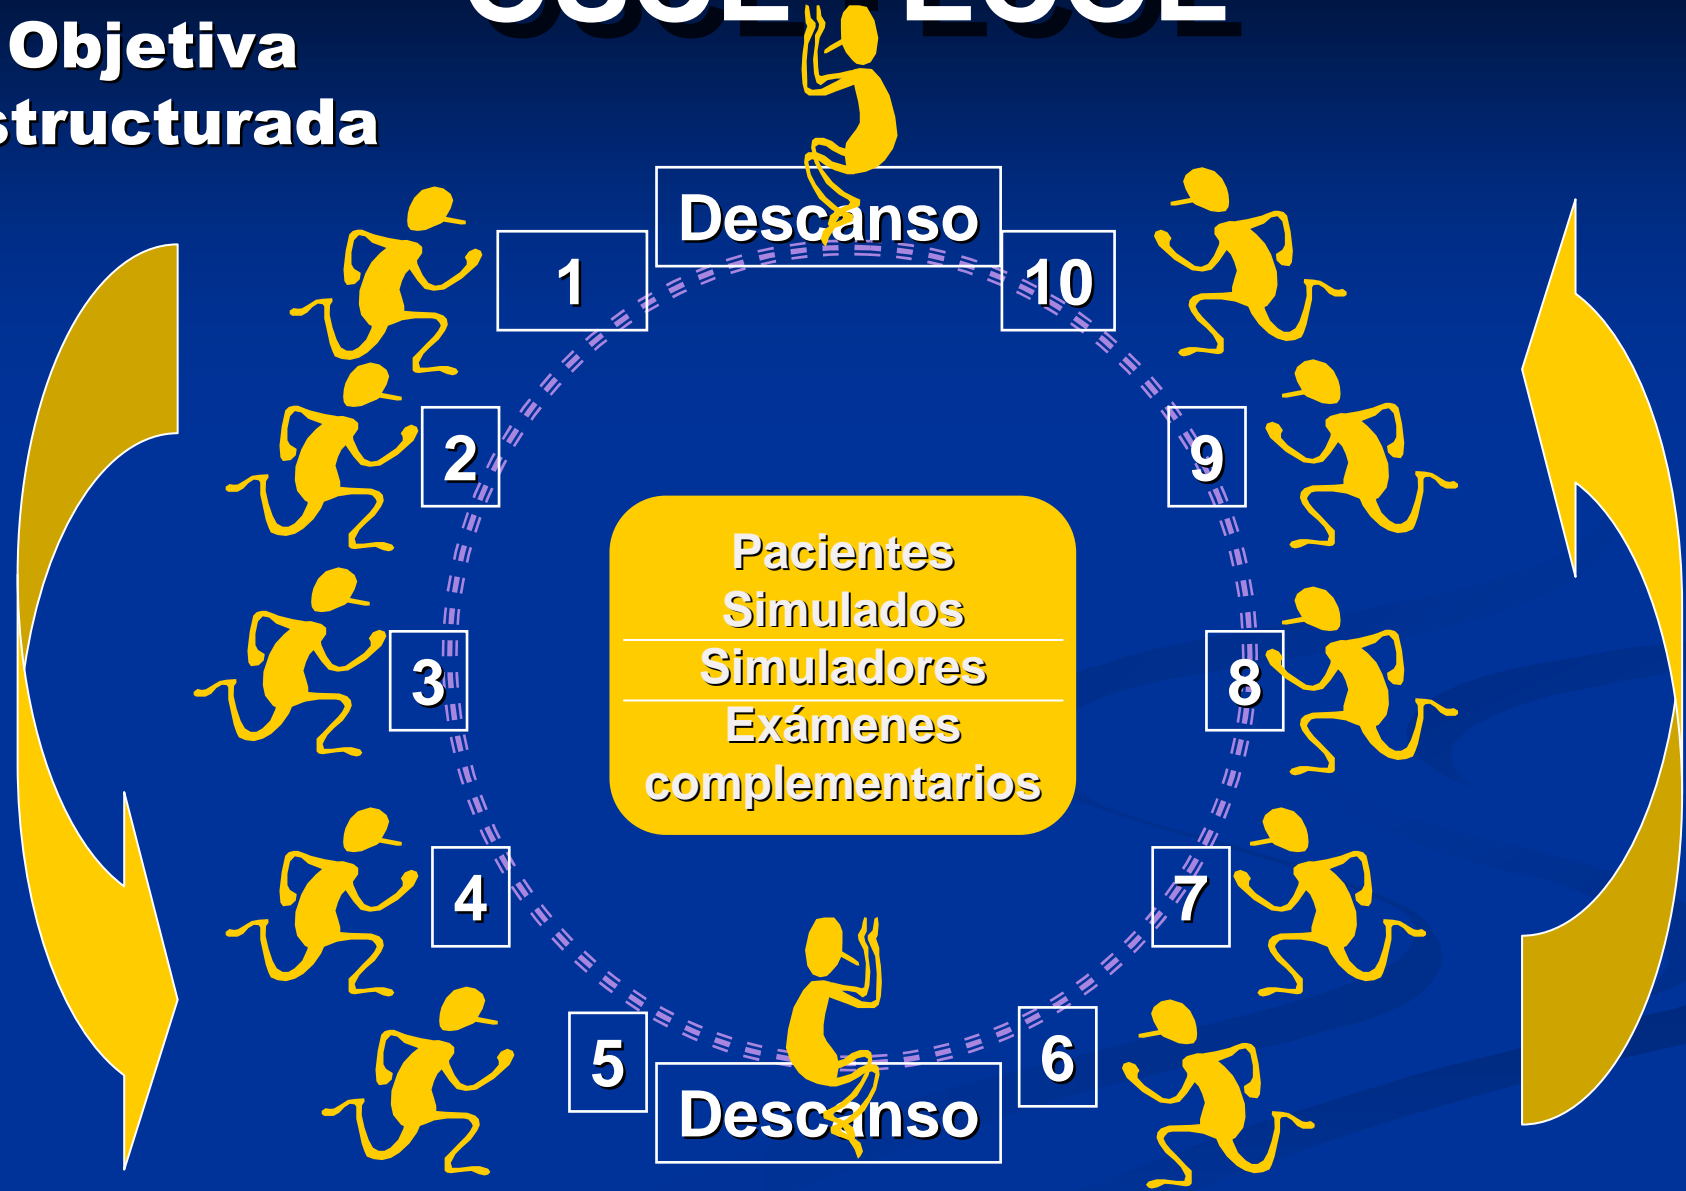 Objetiva
structurada
Descanso
1
10
2
9
3
8
4
7
5
6
Descanso
Pacientes
Simulados
Simuladores
Exámenes
complementarios